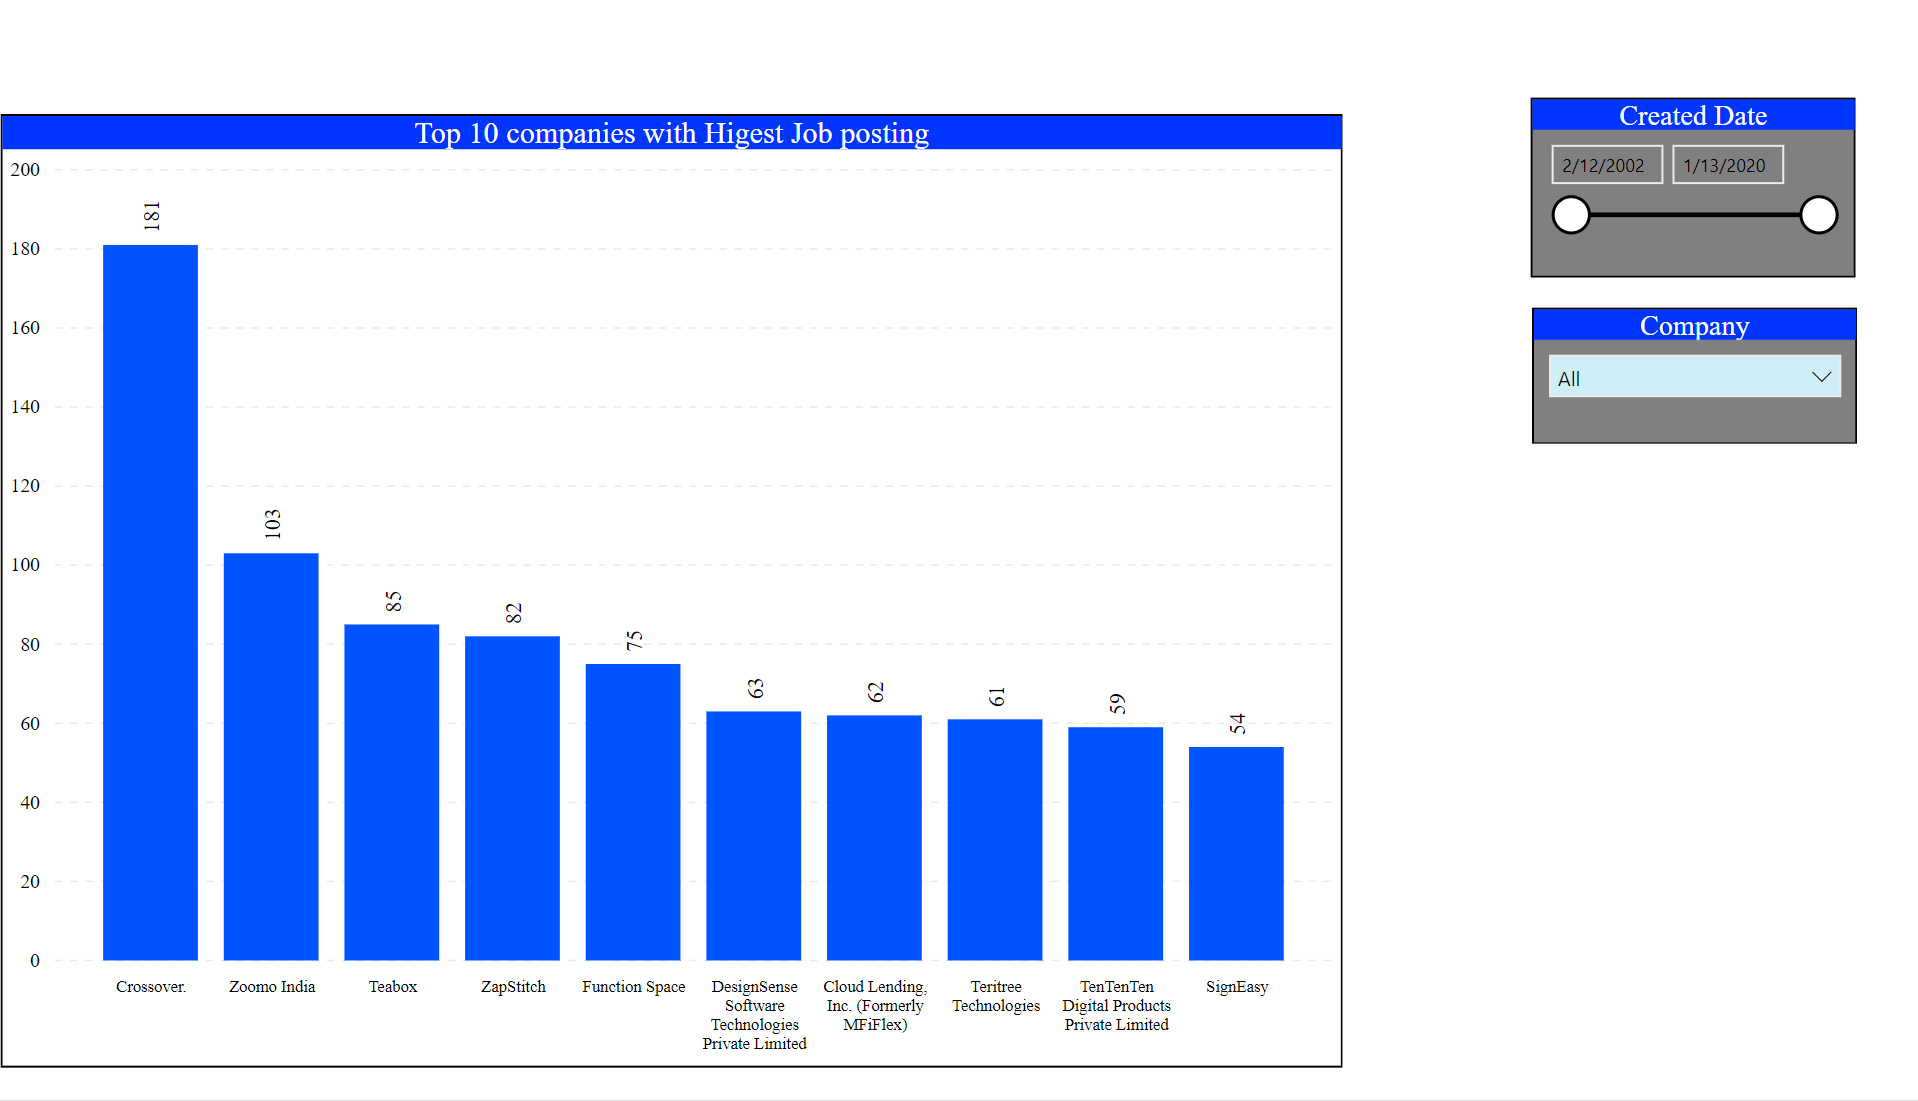 Top 10 companies with Higest Job posting
200
180
160
140
120
100
80
60
40
20
0
181
103
85
82
75
63
62
61
59
54
Crossover.
Zoomo India
Teabox
ZapStitch
Function Space
DesignSense
Software
Technologies
Private Limited
Cloud Lending,
Inc. (Formerly
MFiFlex)
Teritree
Technologies
TenTenTen
Digital Products
Private Limited
SignEasy
Created Date
2/12/2002
1/13/2020
Company
All